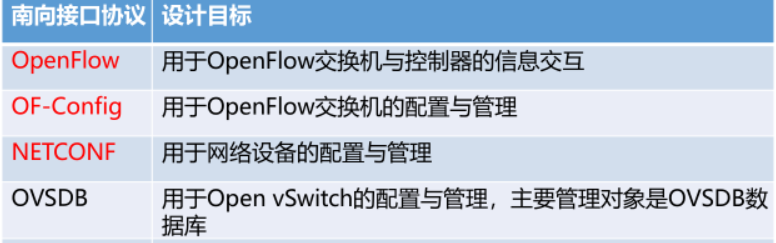 南向接口协议 设计目标
OpenFlow 用于OpenFlow交换机与控制器的信息交互
OF-Config 用于OpenFlow交换机的配置与管理
NETCONF 用于网络设备的配置与管理
OVSDB 用于Open vSwitch的配置与管理，主要管理对象是OVSDB数
据库